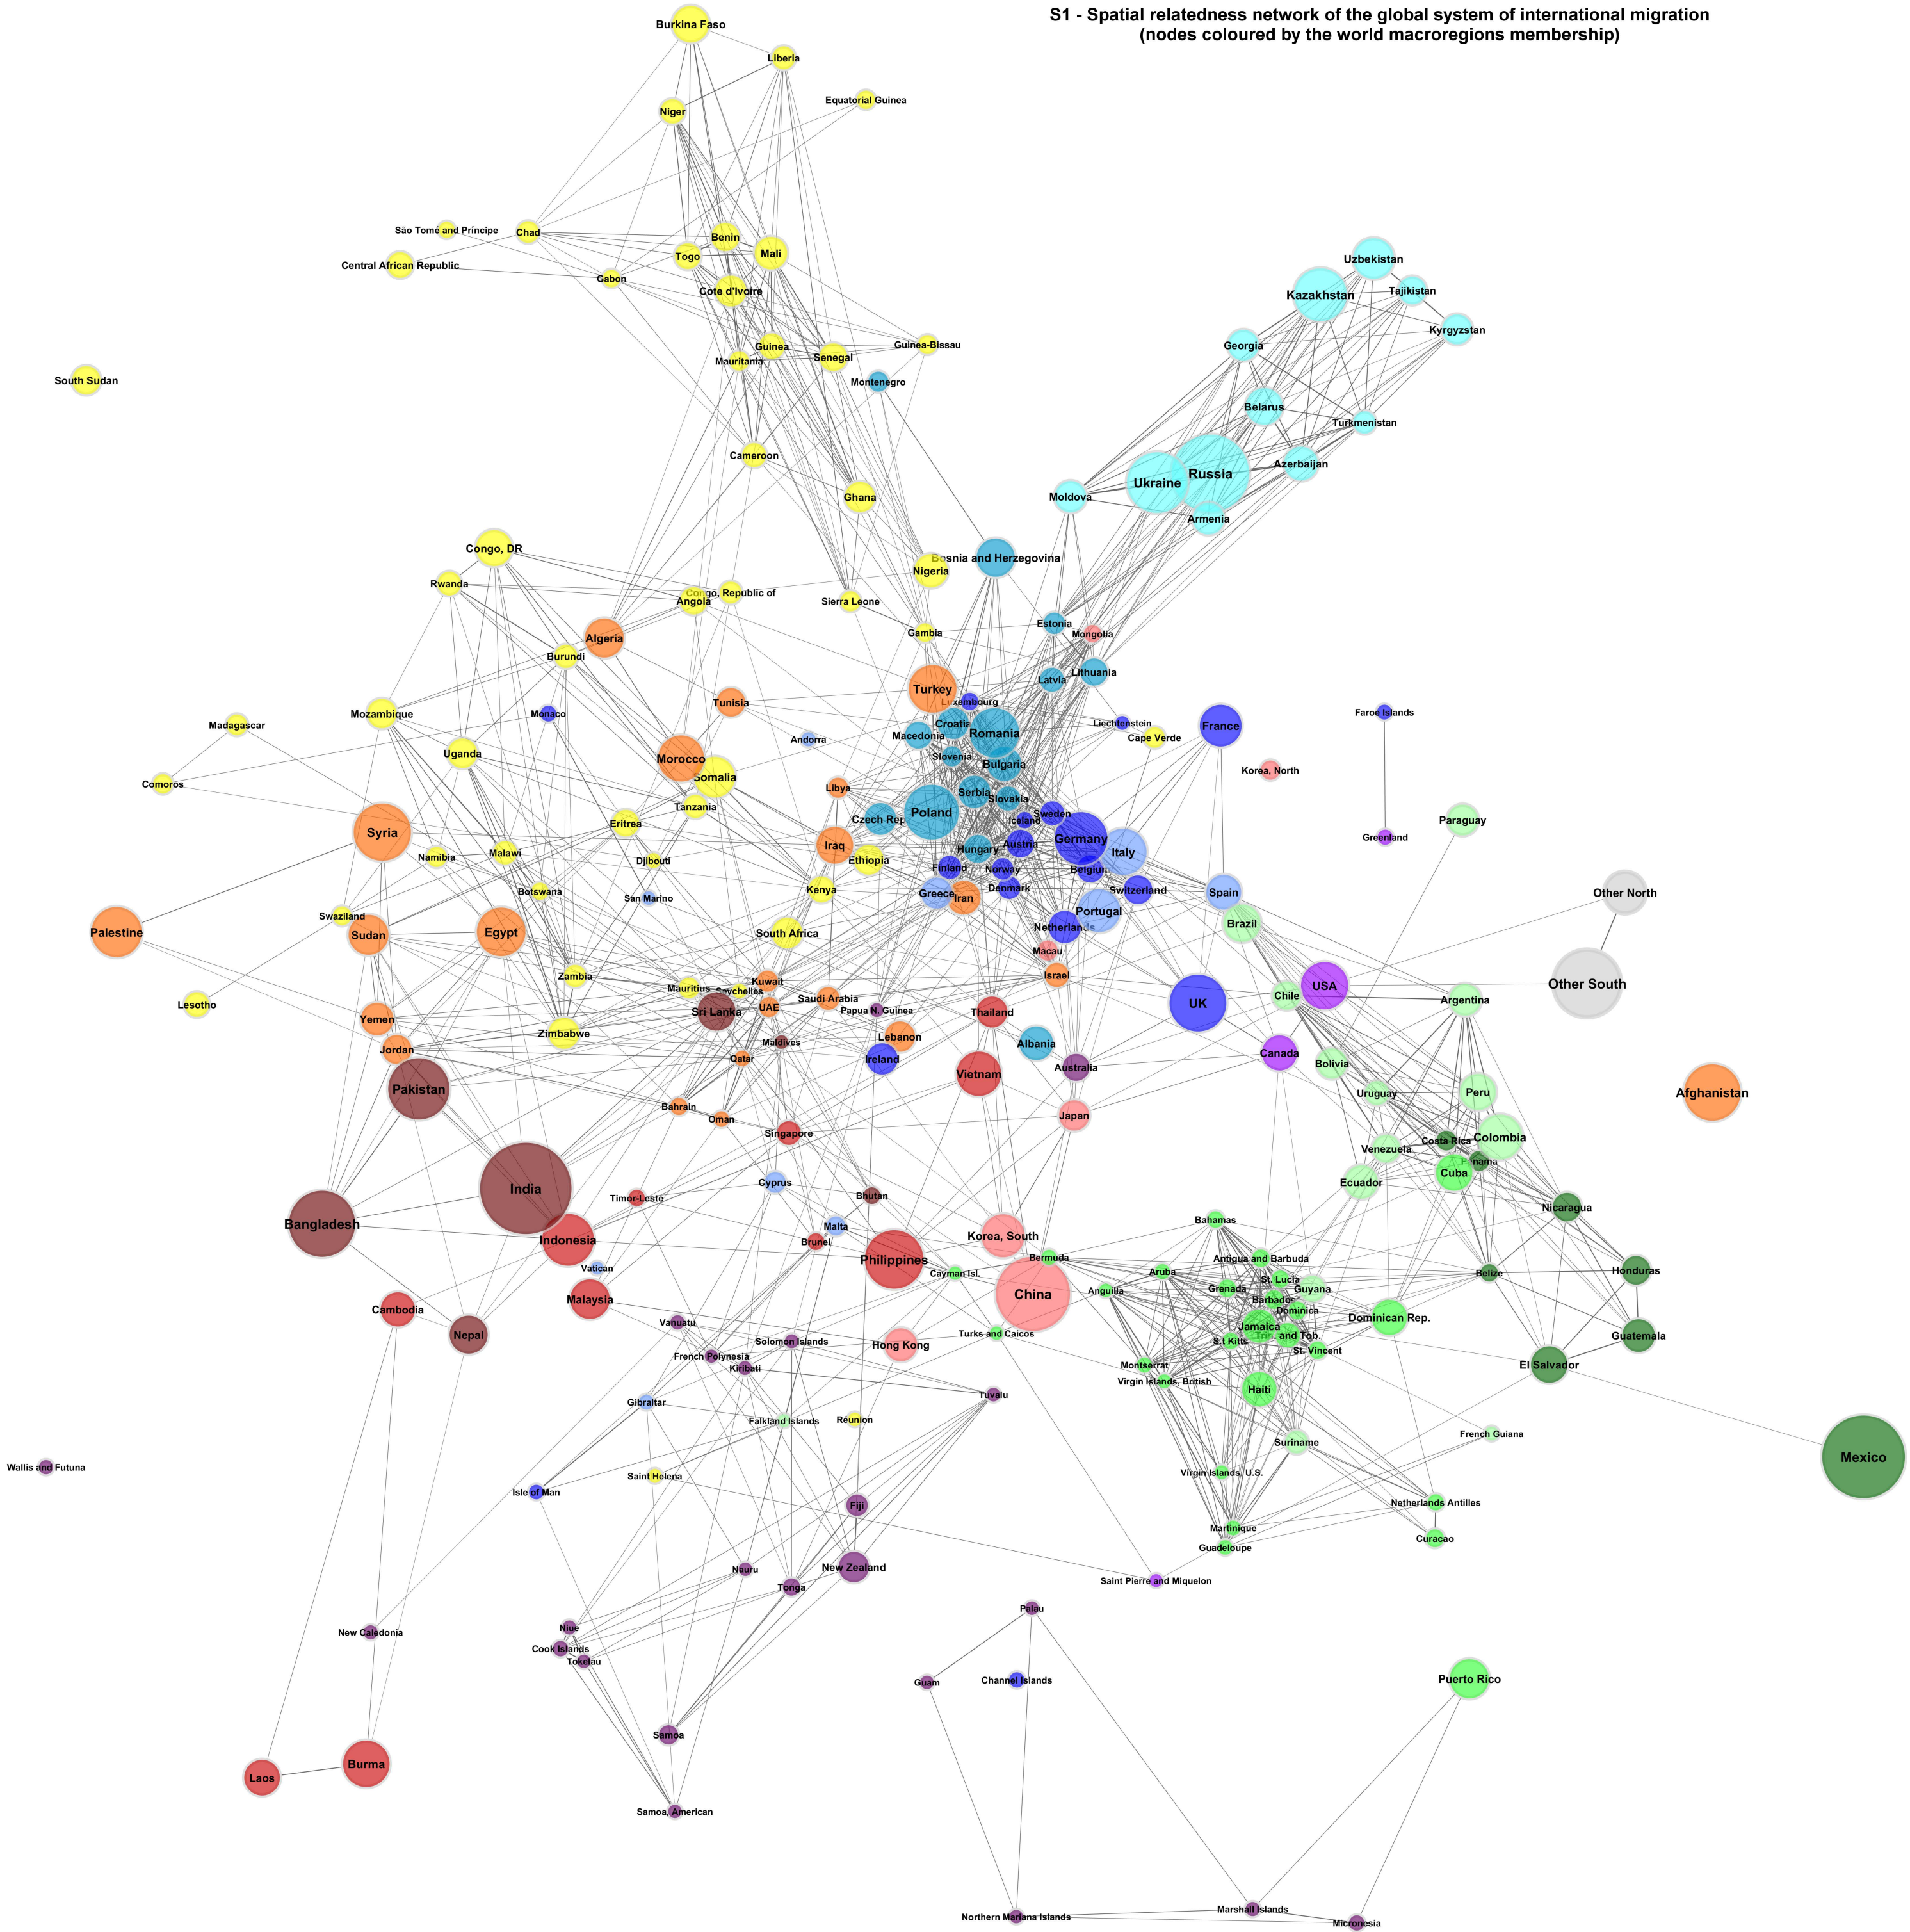 S1 - Spatial relatedness network of the global system of international migration
(nodes coloured by the world macroregions membership)
Burkina Faso
Liberia
Equatorial Guinea
Niger
São Tomé and Príncipe
Chad
Benin
Mali
Togo
Central African Republic
Gabon
Cote d'Ivoire
Uzbekistan
Kazakhstan
Tajikistan
Kyrgyzstan
Georgia
Guinea
Guinea-Bissau
Mauritania
Senegal
South Sudan
Montenegro
Belarus
Turkmenistan
Cameroon
Azerbaijan
Russia
Ukraine
Moldova
Ghana
Armenia
Congo, DR
Bosnia and Herzegovina
Nigeria
Rwanda
Congo, Republic of
Angola
Sierra Leone
Estonia
Gambia
Mongolia
Algeria
Burundi
Latvia
Lithuania
Turkey
Luxembourg
Tunisia
Mozambique
Monaco
Madagascar
Croatia
Liechtenstein
Faroe Islands
France
Romania
Macedonia
Cape Verde
Andorra
Uganda
Morocco
Slovenia
Bulgaria
Korea, North
Somalia
Comoros
Libya
Serbia
Slovakia
Tanzania
Poland
Czech Rep
Iceland
Sweden
Eritrea
Paraguay
Syria
Greenland
Germany
Iraq
Austria
Hungary
Italy
Malawi
Namibia
Djibouti
Ethiopia
Finland
Norway
Belgium
Botswana
Kenya
Denmark
Switzerland
Greece
Iran
Spain
Other North
San Marino
Portugal
Swaziland
Brazil
Palestine
Sudan
Egypt
South Africa
Netherlands
Macau
Zambia
Israel
Kuwait
USA
Other South
Mauritius
Seychelles
Chile
Saudi Arabia
Argentina
Lesotho
UAE
Papua N. Guinea
UK
Sri Lanka
Thailand
Yemen
Zimbabwe
Lebanon
Maldives
Albania
Jordan
Qatar
Ireland
Canada
Bolivia
Australia
Vietnam
Pakistan
Uruguay
Peru
Afghanistan
Bahrain
Oman
Japan
Singapore
Colombia
Costa Rica
Venezuela
Panama
Cuba
Cyprus
Ecuador
India
Timor-Leste
Bhutan
Nicaragua
Bangladesh
Malta
Bahamas
Korea, South
Indonesia
Brunei
Philippines
Bermuda
Antigua and Barbuda
Vatican
Cayman Isl.
Aruba
St. Lucia
Belize
Honduras
Grenada
Guyana
Anguilla
China
Malaysia
Barbados
Cambodia
Dominica
Dominican Rep.
Vanuatu
Jamaica
Nepal
Turks and Caicos
Trin. and Tob.
Guatemala
Solomon Islands
Hong Kong
S.t Kitts
St. Vincent
French Polynesia
Kiribati
Montserrat
El Salvador
Virgin Islands, British
Haiti
Tuvalu
Gibraltar
Falkland Islands
Réunion
French Guiana
Suriname
Mexico
Wallis and Futuna
Saint Helena
Virgin Islands, U.S.
Isle of Man
Fiji
Netherlands Antilles
Martinique
Curacao
Guadeloupe
Nauru
New Zealand
Saint Pierre and Miquelon
Tonga
Palau
Niue
New Caledonia
Cook Islands
Tokelau
Guam
Channel Islands
Puerto Rico
Samoa
Burma
Laos
Samoa, American
Marshall Islands
Northern Mariana Islands
Micronesia